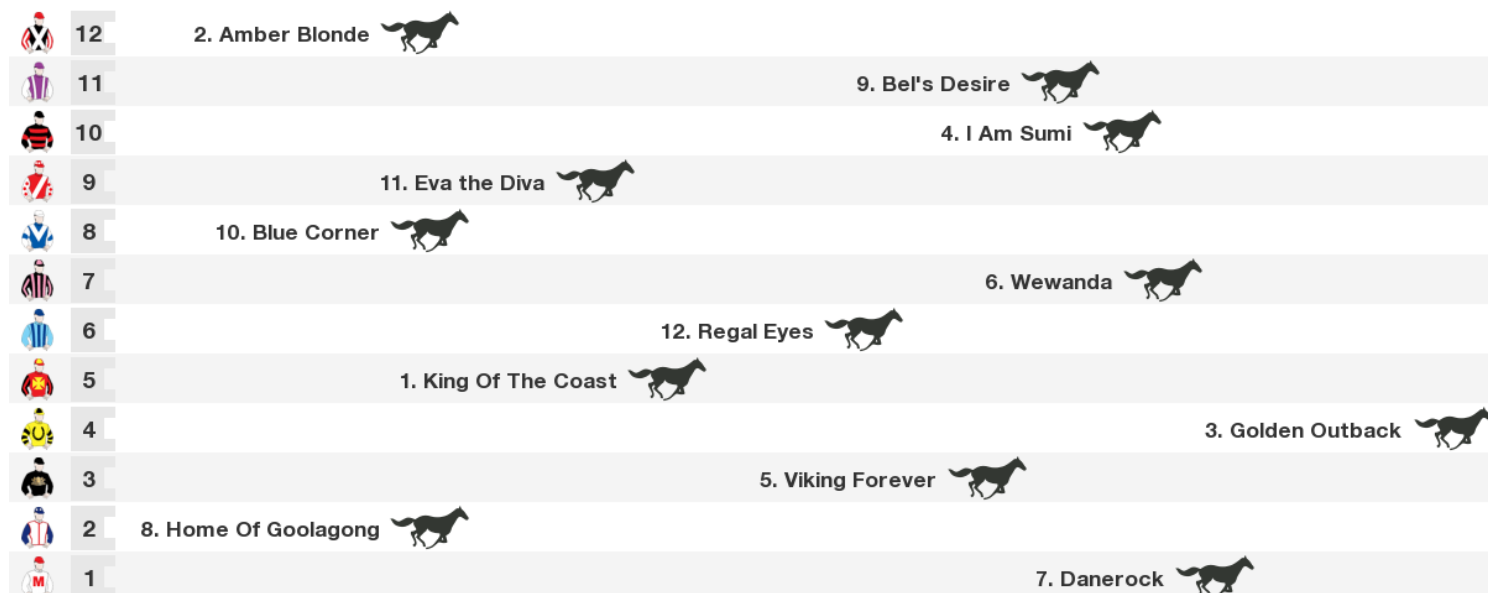 12 2. Amber Blonde
11 9. Bel's Desire
10 4. I Am Sumi
9 11. Eva the Diva
8 10. Blue Corner
7 6. Wewanda
6 12. Regal Eyes
5 1. King Of The Coast
4 3. Golden Outback
3 5. Viking Forever
2 8. Home Of Goolagong
M 1 7. Danerock